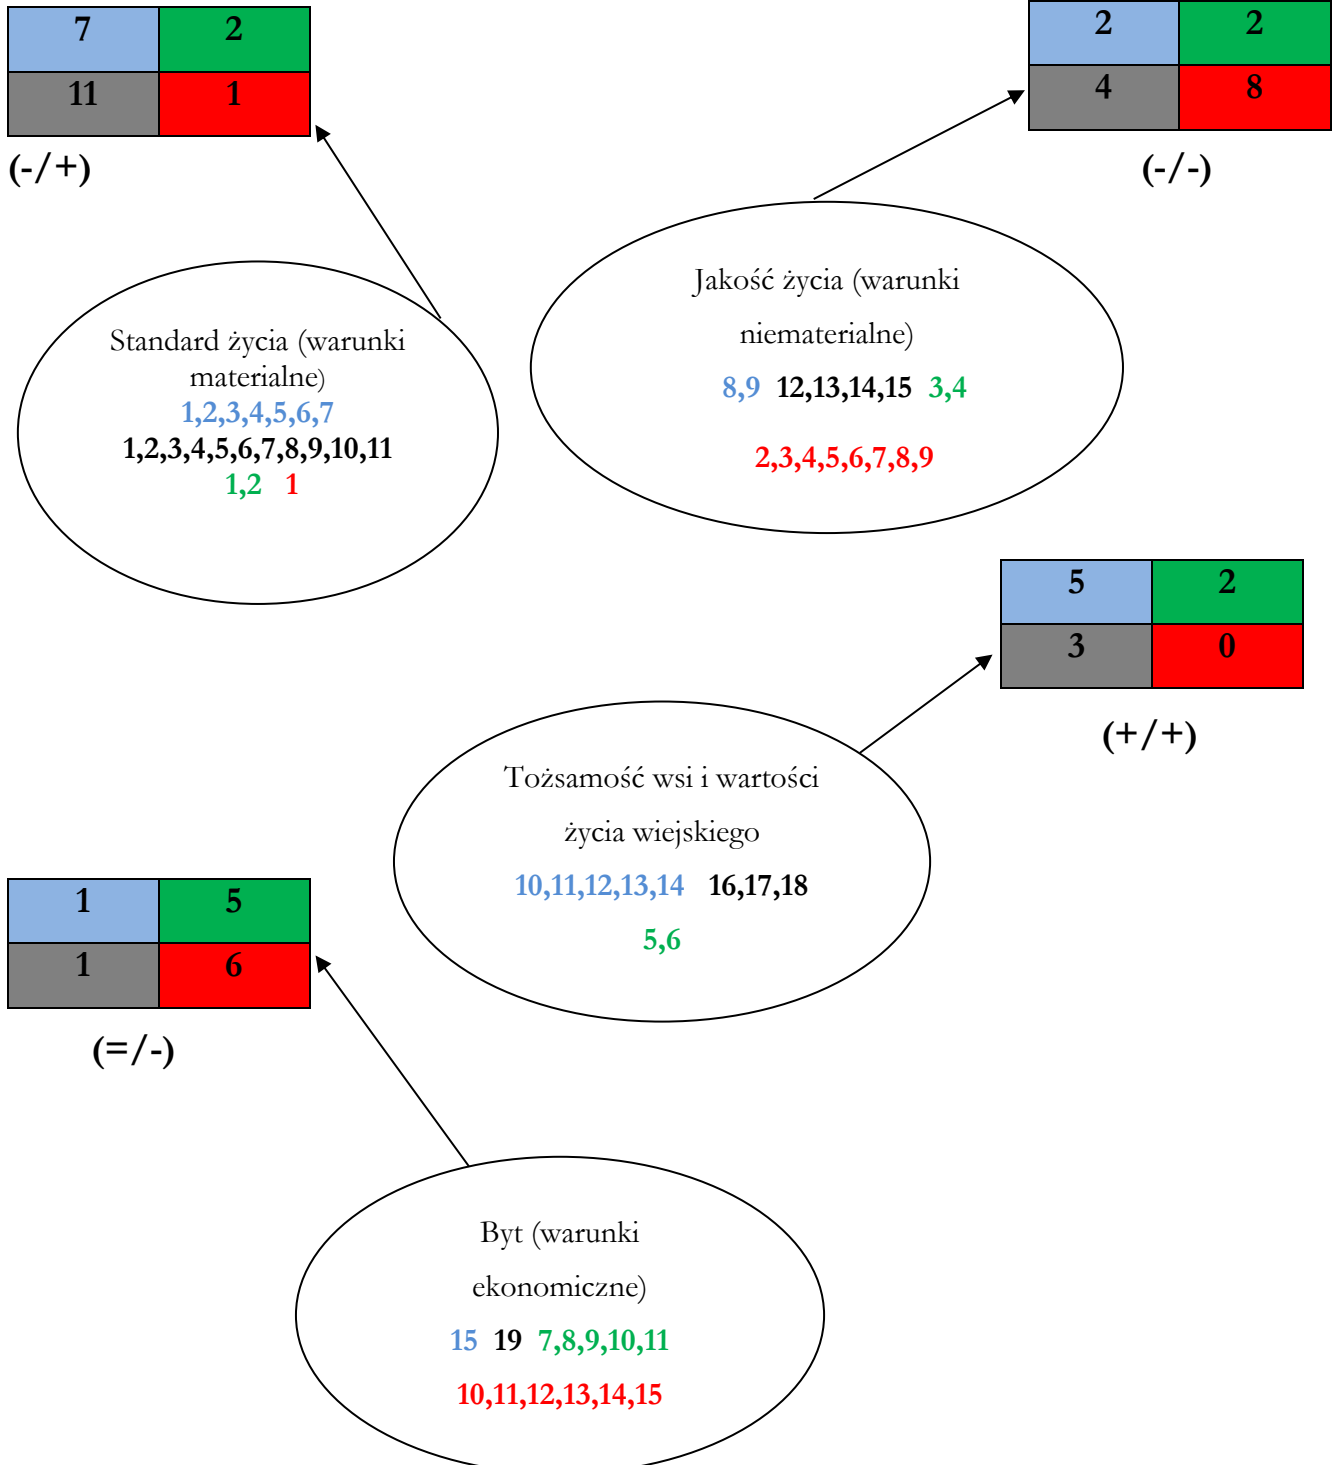 7 2
11 1
(-/+)
2 2
4 8
(-/-)
Standard życia (warunki
materialne)
1,2,3,4,5,6,7
1,2,3,4,5,6,7,8,9,10,11
1,2 1
Jakość życia (warunki
niematerialne)
8,9 12,13,14,15 3,4
2,3,4,5,6,7,8,9
5 2
3 0
(+/+)
Tożsamość wsi i wartości
życia wiejskiego
10,11,12,13,14 16,17,18
5,6
1 5
1 6
(=/-)
Byt (warunki
ekonomiczne)
15 19 7,8,9,10,11
10,11,12,13,14,15